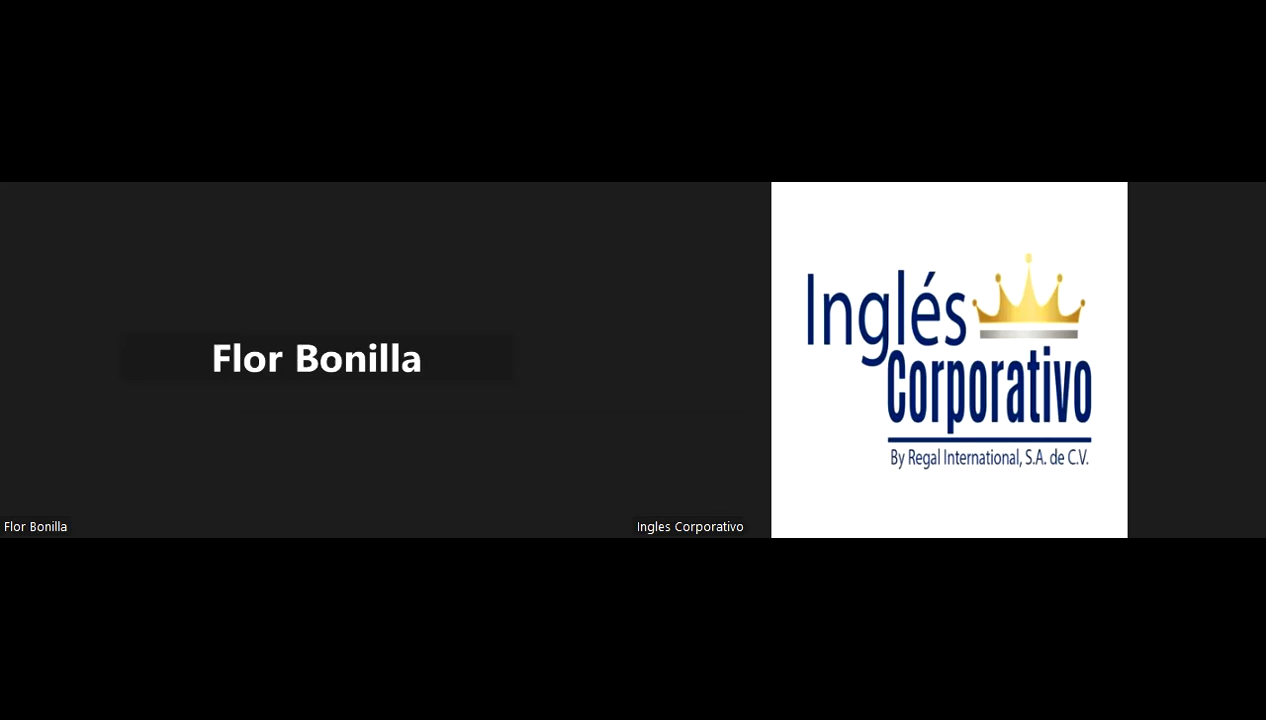 Flor Bonilla
Inglés
Corporativo
By Regal International, S.A. de C.V.
Flor Bonilla
Ingles Corporativo